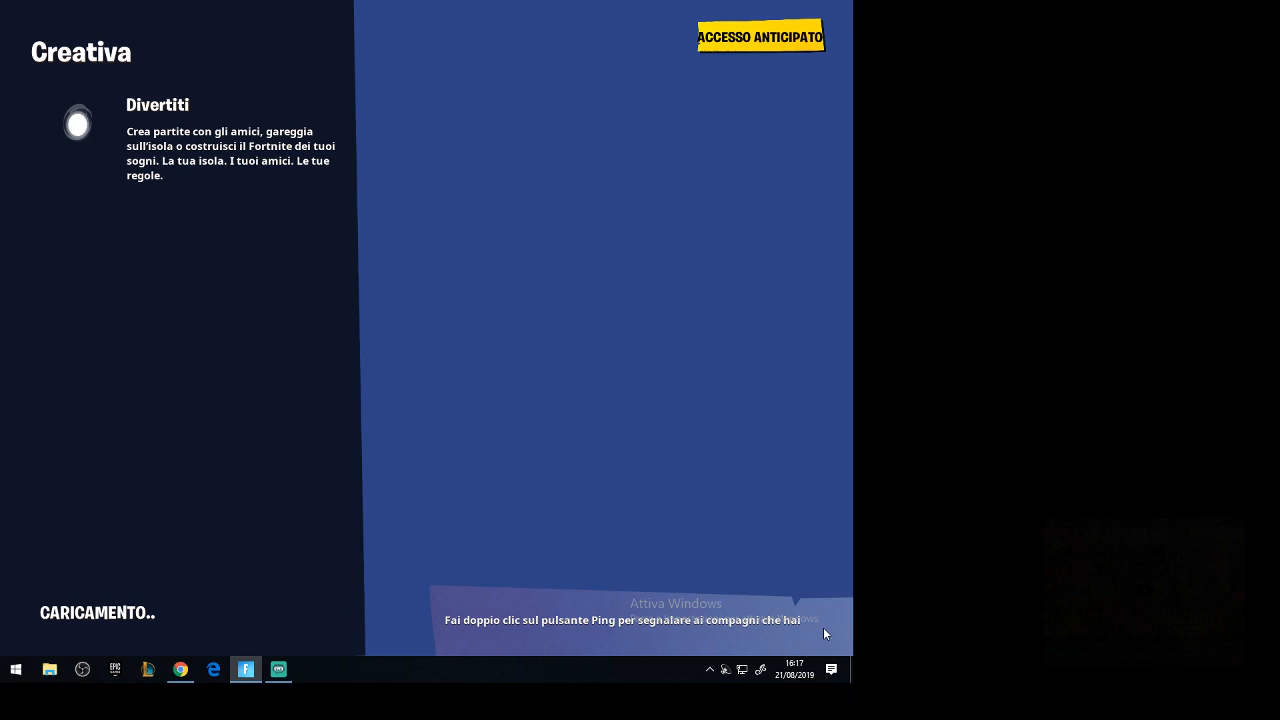 Creativa
ACCESSO ANTICIPATO
Divertiti
Crea partite con gli amici, gareggia
sull'isola o costruisci il Fortnite dei tuoi
sogni. La tua isola. I tuoi amici. Le tue
regole.
CARICAMENTO..
Attiva Windows
Fai doppio clic sul pulsante Ping per segnalare ai compagni che hai
EPIC
16:17
21/08/2019